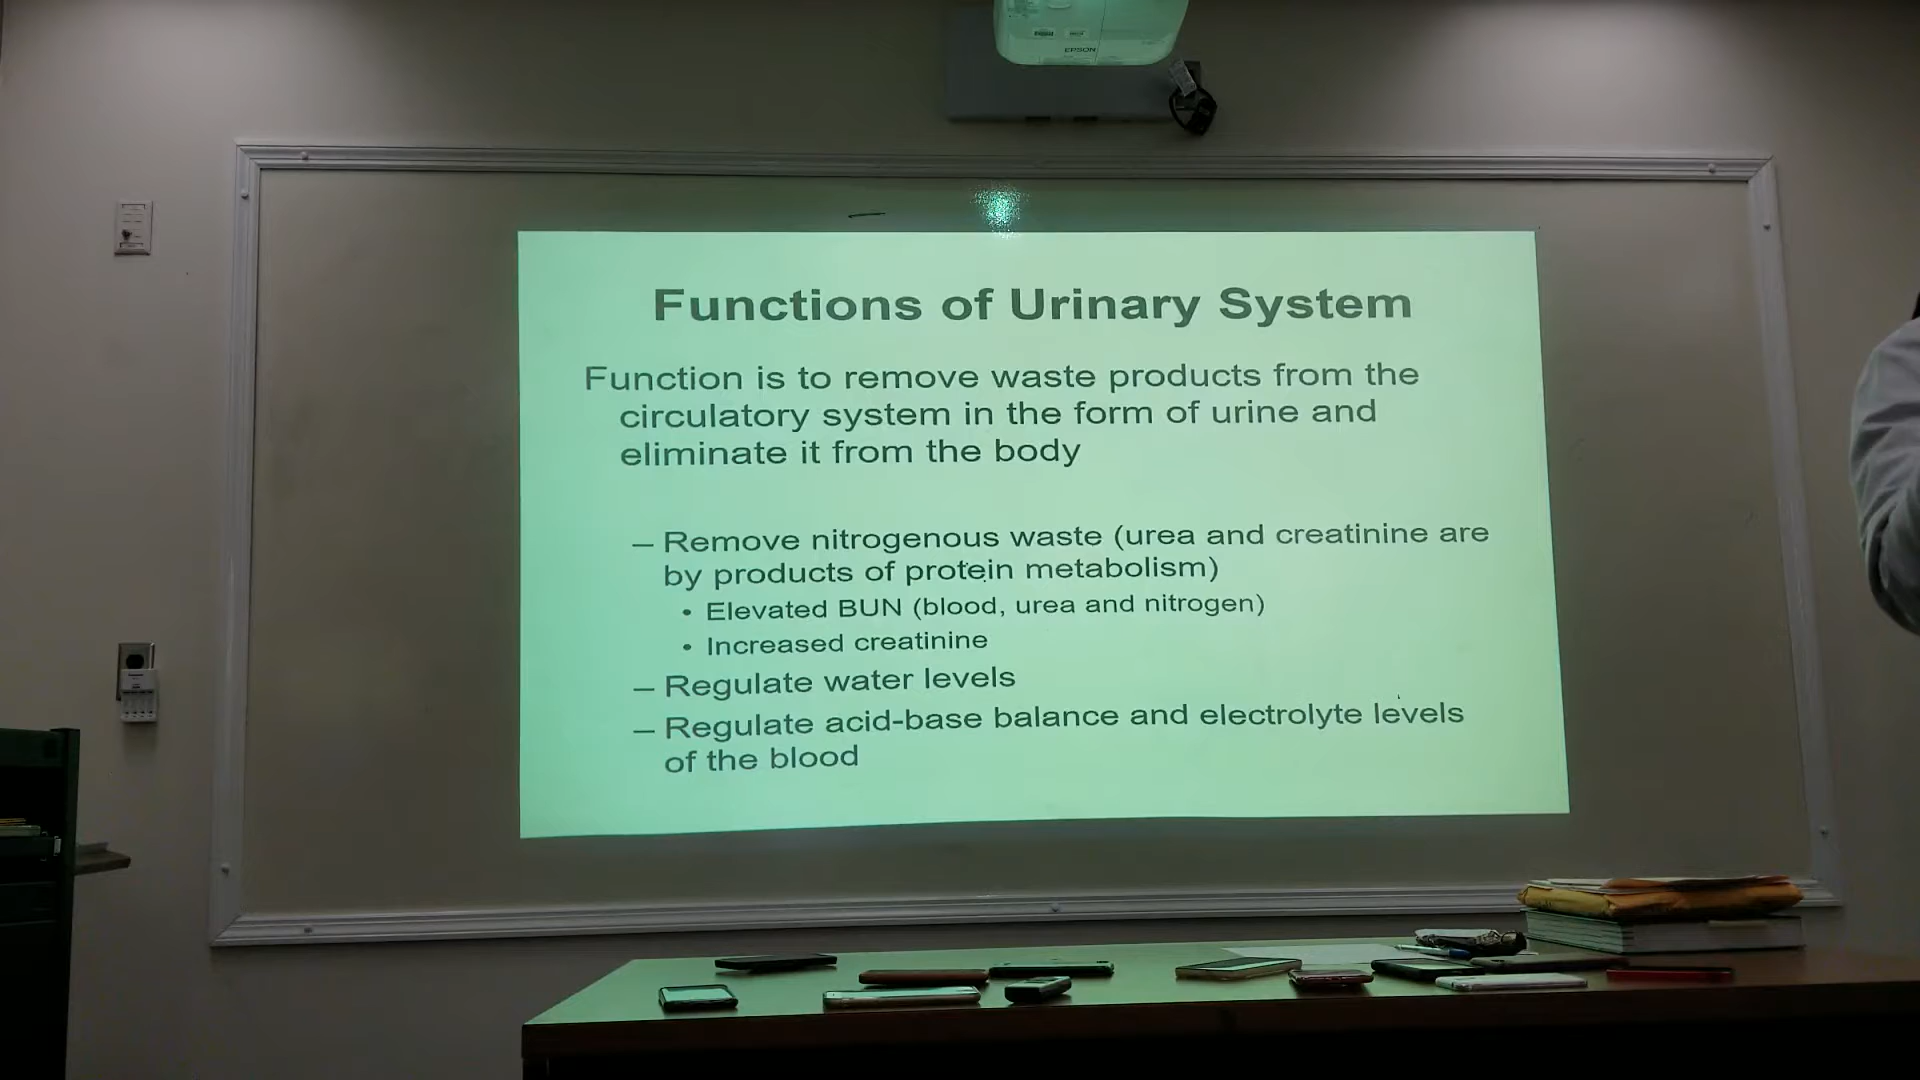 EPSON
Functions of Urinary System
Function is to remove waste products from the
circulatory system in the form of urine and
eliminate it from the body
– Remove nitrogenous waste (urea and creatinine are
by products of protein metabolism)
• Elevated BUN (blood, urea and nitrogen)
• Increased creatinine
– Regulate water levels
– Regulate acid-base balance and electrolyte levels
of the blood